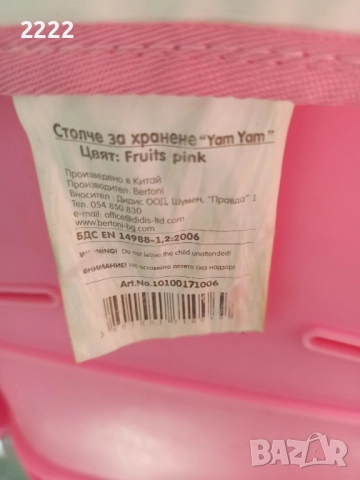 2222
Столче за хранене "Yam Yam"
Цвят: Fruits pink
Произведено в Китай
Производител: Bertoni
Вносител: Дидис ООД, Шумен, "Правда" 1
Tel. 054 850 830
e-mail: office@didis-ltd.com
www.bertoni-bg.com
БДС EN 14988-1,2:2006
WARNING! Do not leave the child unattended!
ВНИМАНИЕ! Не оставяйте детето без надзор!
Art.No.10100171006
BAZAR
bg